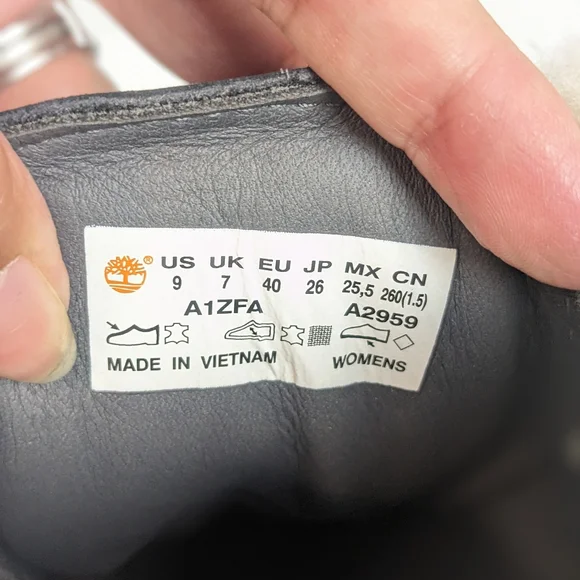 ® US UK EU JP MX CN
9 7 40 26 25,5 260(1.5)
A1ZFA A2959
MADE IN VIETNAM WOMENS